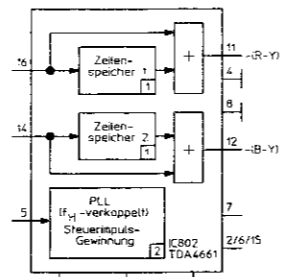 11
-(R-Y)
Zeilen-
speicher 1
1
+
16
4
8
Zeilen-
speicher 2
1
+
14
12
-(B-Y)
PLL
(fH-verkoppelt)
Steuerimpuls-
Gewinnung
2
5
7
IC802
TDA4661
2/6/15